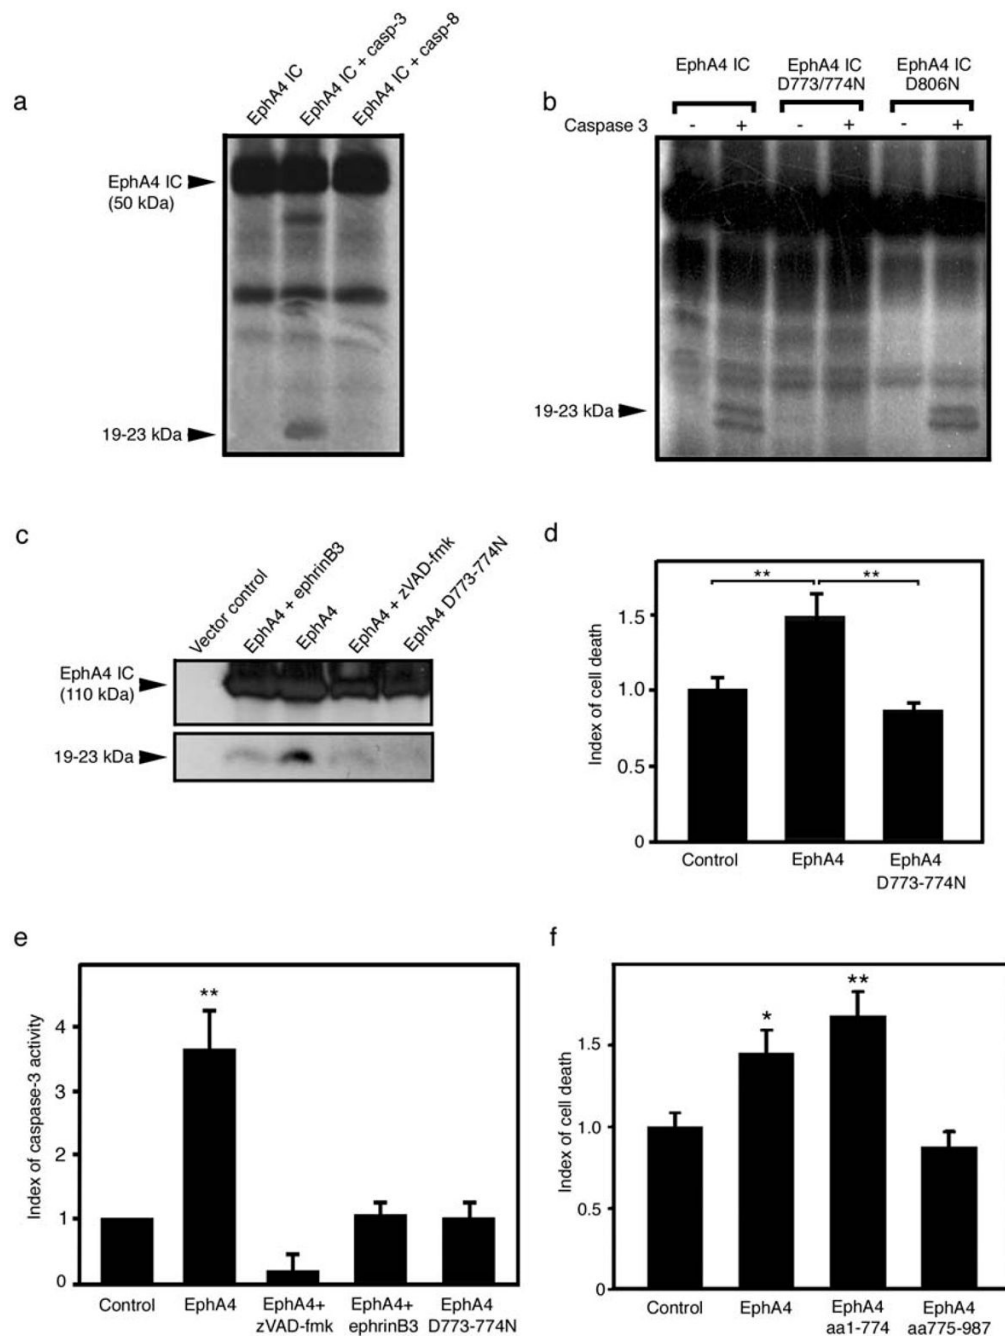 a
EphA4 IC
EphA4 IC + casp-3
EphA4 IC + casp-8
EphA4 IC
(50 kDa)
19-23 kDa
b
EphA4 IC
EphA4 IC
D773/774N
EphA4 IC
D806N
Caspase 3 - + - + - +
19-23 kDa
c
Vector control
EphA4 + ephrinB3
EphA4
EphA4 + zVAD-fmk
EphA4 D773-774N
EphA4 IC
(110 kDa)
19-23 kDa
d
Index of cell death
** **
1.5
1.0
0.5
0
Control
EphA4
EphA4
D773-774N
e
Index of caspase-3 activity
**
4
3
2
1
0
Control
EphA4
EphA4+
zVAD-fmk
EphA4+
ephrinB3
EphA4
D773-774N
f
Index of cell death
*
**
1.5
1.0
0.5
0
Control
EphA4
EphA4
aa1-774
EphA4
aa775-987